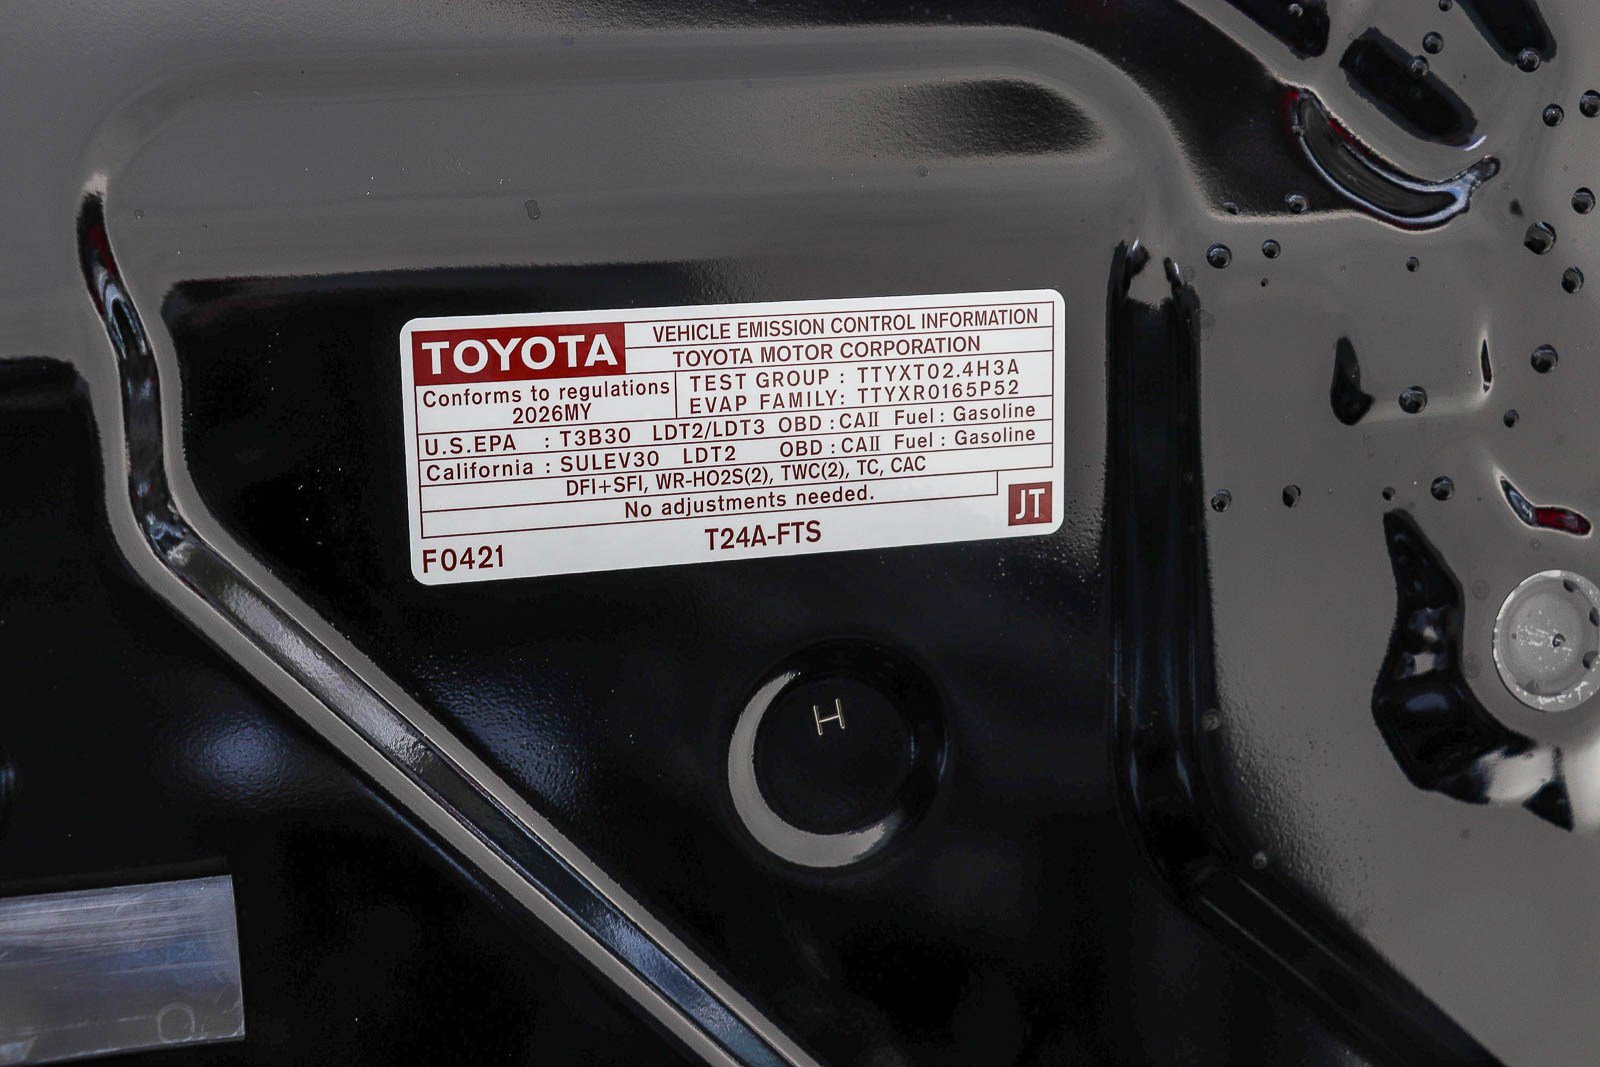 TOYOTA
VEHICLE EMISSION CONTROL INFORMATION
TOYOTA MOTOR CORPORATION
Conforms to regulations
2026MY
TEST GROUP : TTYXT02.4H3A
EVAP FAMILY: TTYXR0165P52
U.S.EPA : T3B30 LDT2/LDT3 OBD : CAII Fuel : Gasoline
California : SULEV30 LDT2 OBD : CAII Fuel : Gasoline
DFI+SFI, WR-HO2S(2), TWC(2), TC, CAC
No adjustments needed.
JT
F0421
T24A-FTS
H